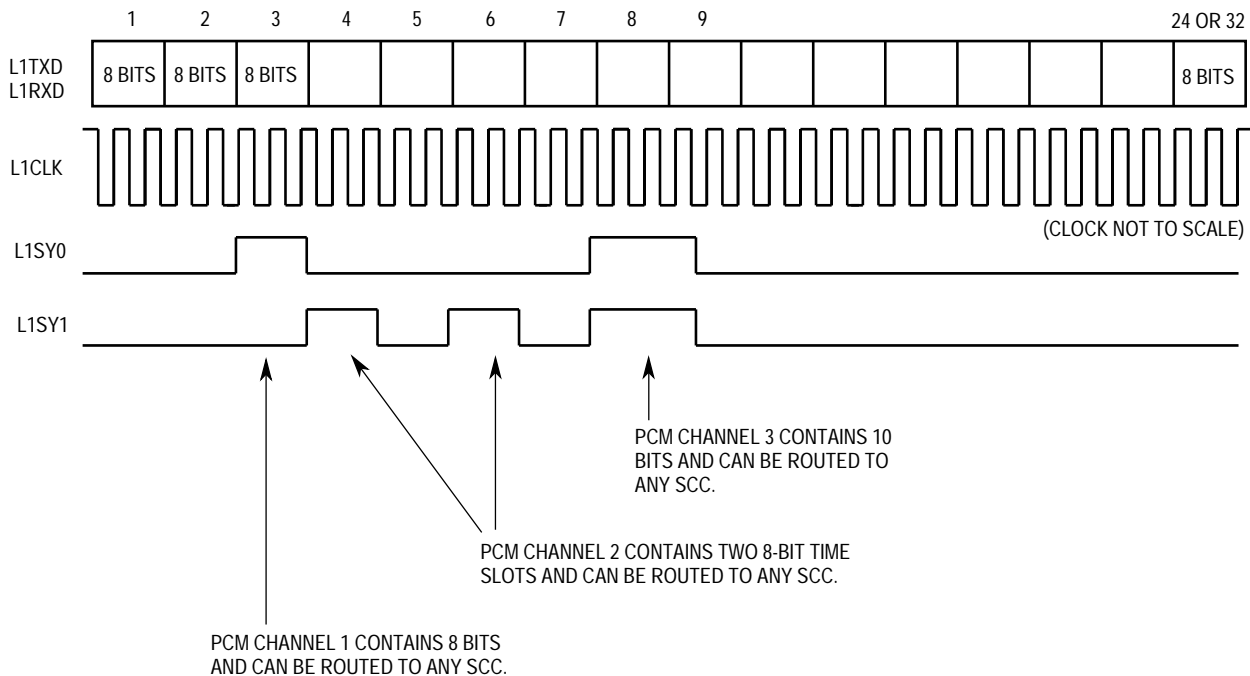 1 2 3 4 5 6 7 8 9 24 OR 32
L1TXD
L1RXD
8 BITS 8 BITS 8 BITS 8 BITS
L1CLK
(CLOCK NOT TO SCALE)
L1SY0
L1SY1
PCM CHANNEL 3 CONTAINS 10
BITS AND CAN BE ROUTED TO
ANY SCC.
PCM CHANNEL 2 CONTAINS TWO 8-BIT TIME
SLOTS AND CAN BE ROUTED TO ANY SCC.
PCM CHANNEL 1 CONTAINS 8 BITS
AND CAN BE ROUTED TO ANY SCC.